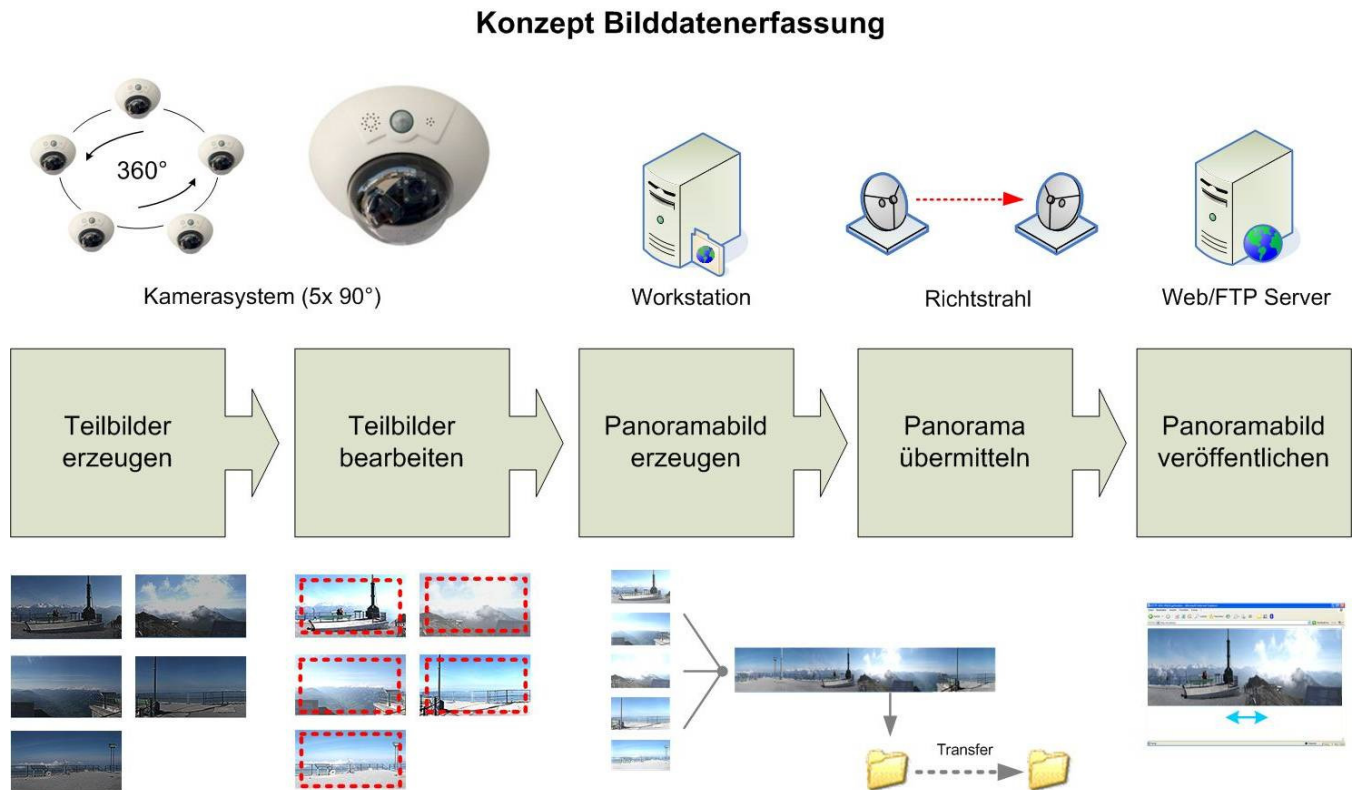 Konzept Bilddatenerfassung
360°
Kamerasystem (5x 90°)
Workstation
Richtstrahl
Web/FTP Server
Teilbilder
erzeugen
Teilbilder
bearbeiten
Panoramabild
erzeugen
Panorama
übermitteln
Panoramabild
veröffentlichen
Transfer